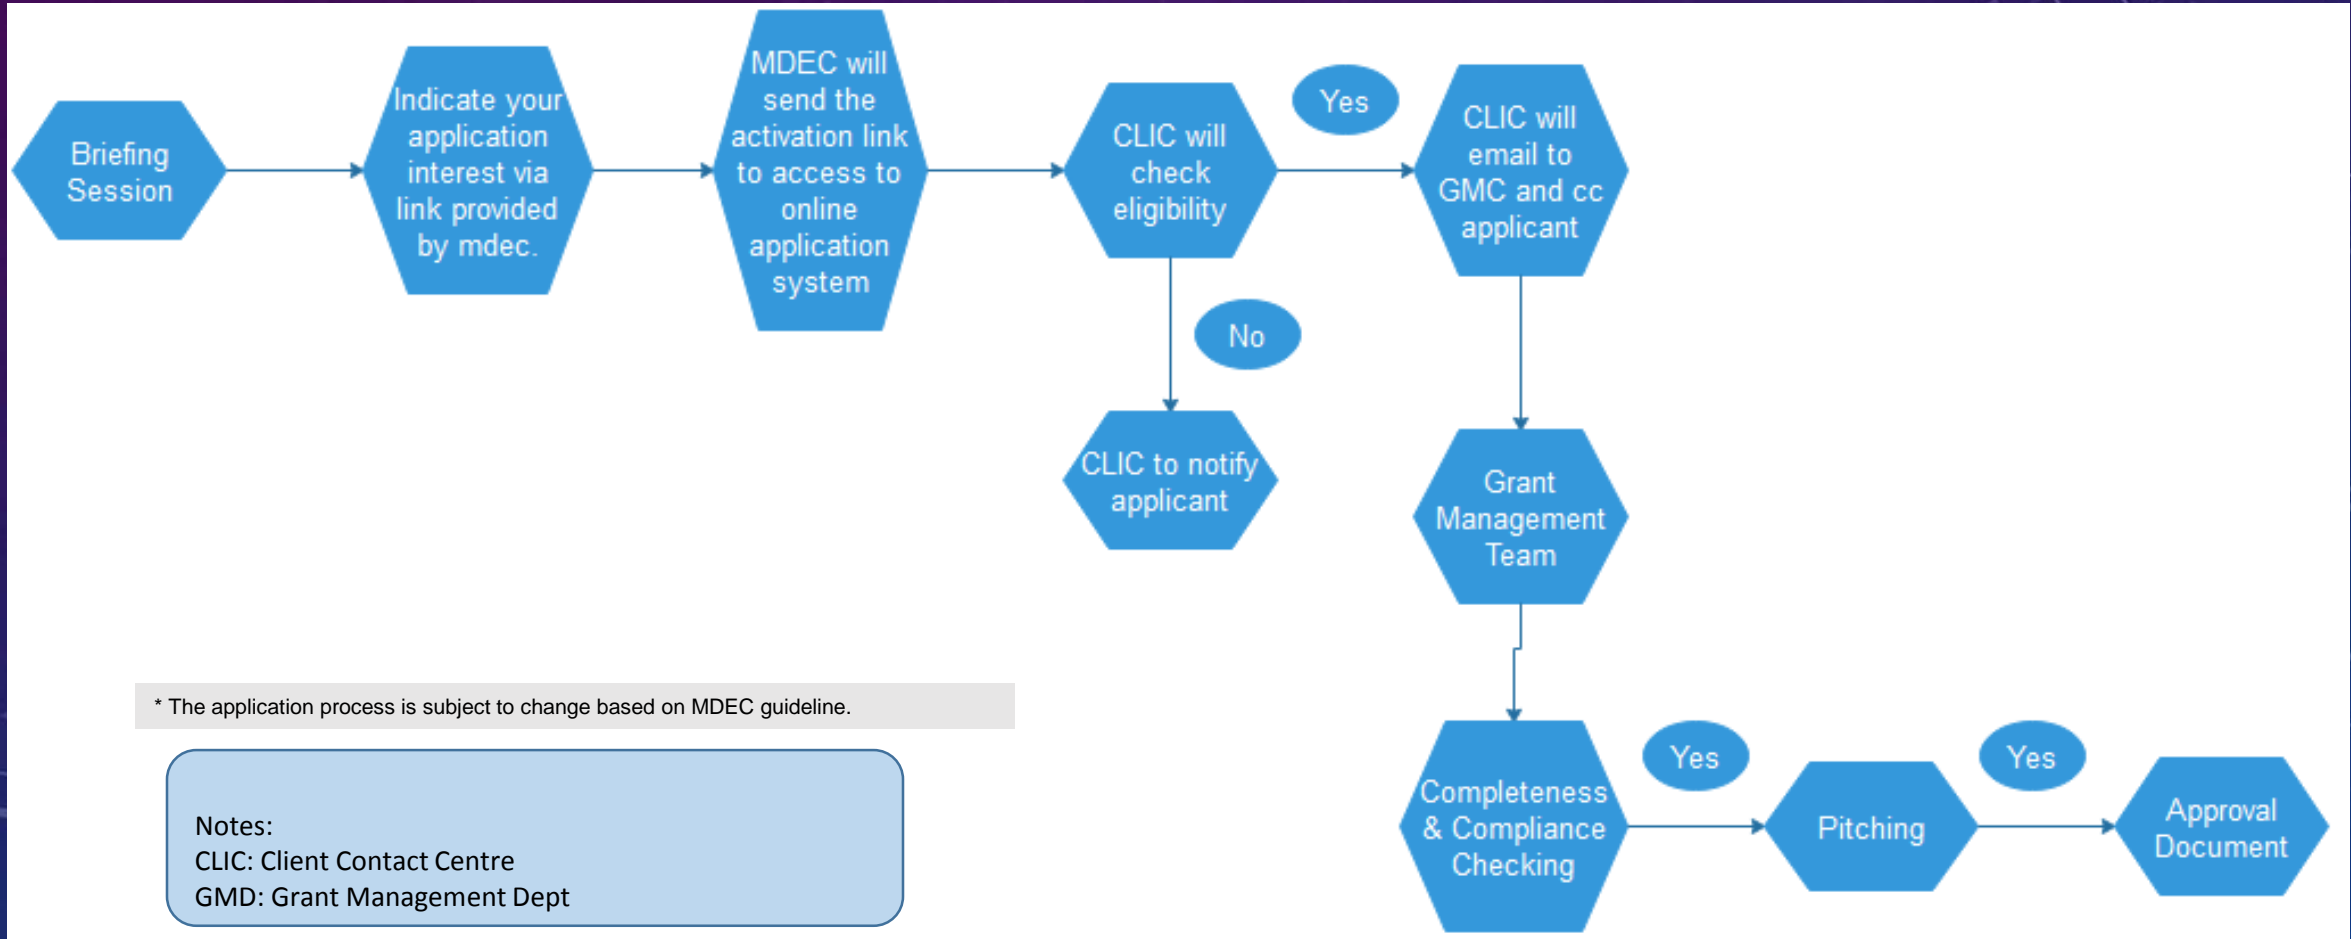 Briefing
Session
Indicate your
application
interest via
link provided
by mdec.
MDEC will
send the
activation link
to access to
online
application
system
CLIC will
check
eligibility
Yes
CLIC will
email to
GMC and cc
applicant
No
CLIC to notify
applicant
Grant
Management
Team
Completeness
& Compliance
Checking
Yes
Pitching
Yes
Approval
Document
* The application process is subject to change based on MDEC guideline.
Notes:
CLIC: Client Contact Centre
GMD: Grant Management Dept